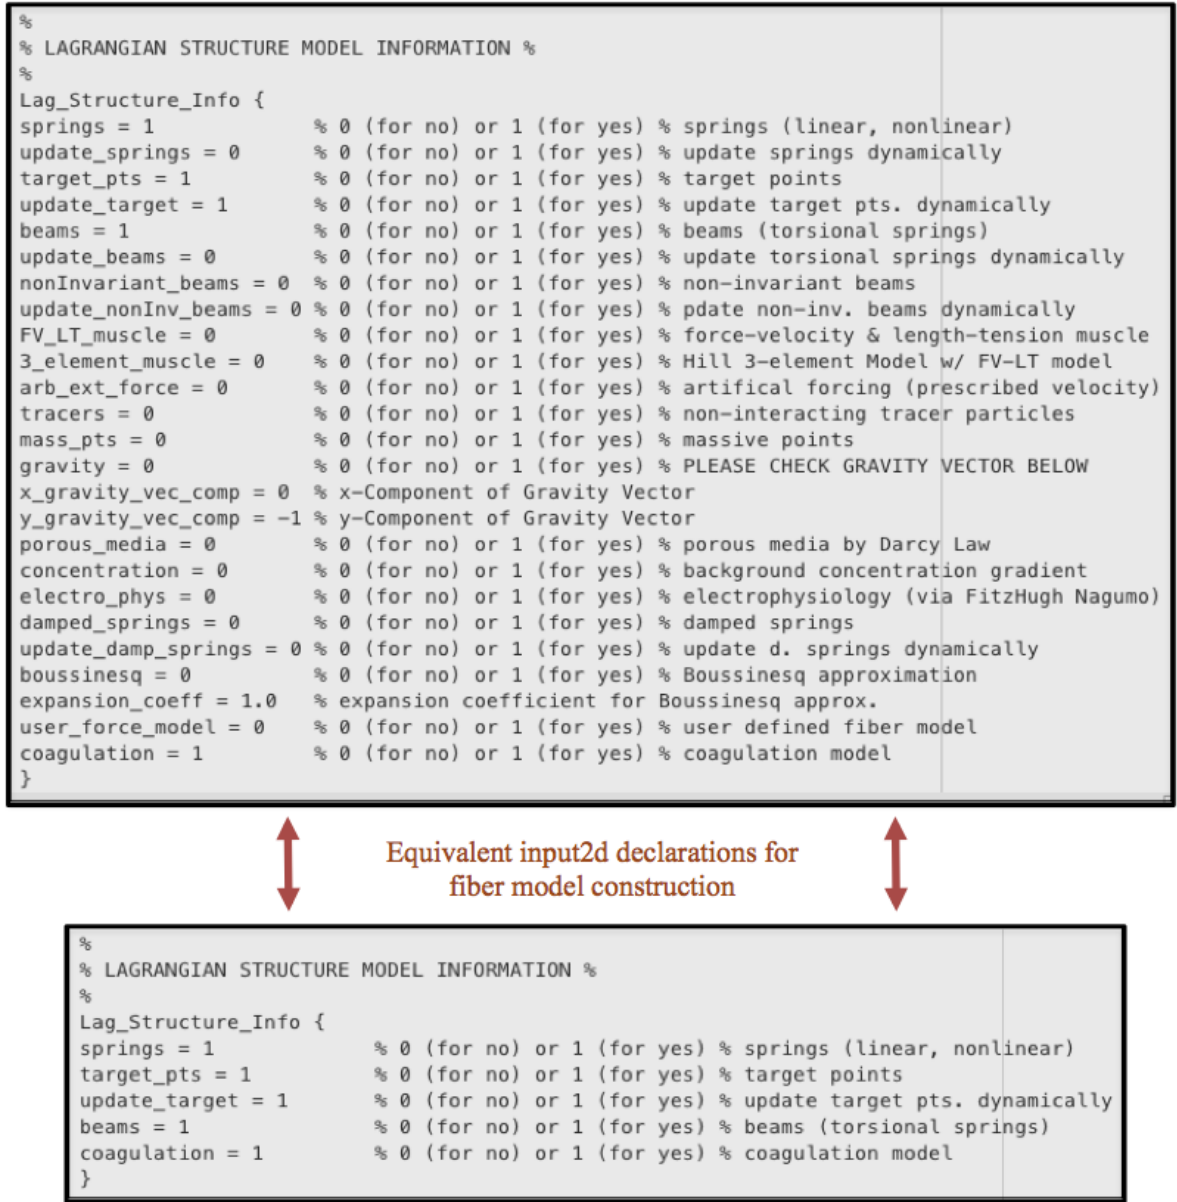 %
% LAGRANGIAN STRUCTURE MODEL INFORMATION %
%
Lag_Structure_Info {
springs = 1 % 0 (for no) or 1 (for yes) % springs (linear, nonlinear)
update_springs = 0 % 0 (for no) or 1 (for yes) % update springs dynamically
target_pts = 1 % 0 (for no) or 1 (for yes) % target points
update_target = 1 % 0 (for no) or 1 (for yes) % update target pts. dynamically
beams = 1 % 0 (for no) or 1 (for yes) % beams (torsional springs)
update_beams = 0 % 0 (for no) or 1 (for yes) % update torsional springs dynamically
nonInvariant_beams = 0 % 0 (for no) or 1 (for yes) % non-invariant beams
update_nonInv_beams = 0 % 0 (for no) or 1 (for yes) % pdate non-inv. beams dynamically
FV_LT_muscle = 0 % 0 (for no) or 1 (for yes) % force-velocity & length-tension muscle
3_element_muscle = 0 % 0 (for no) or 1 (for yes) % Hill 3-element Model w/ FV-LT model
arb_ext_force = 0 % 0 (for no) or 1 (for yes) % artifical forcing (prescribed velocity)
tracers = 0 % 0 (for no) or 1 (for yes) % non-interacting tracer particles
mass_pts = 0 % 0 (for no) or 1 (for yes) % massive points
gravity = 0 % 0 (for no) or 1 (for yes) % PLEASE CHECK GRAVITY VECTOR BELOW
x_gravity_vec_comp = 0 % x-Component of Gravity Vector
y_gravity_vec_comp = -1 % y-Component of Gravity Vector
porous_media = 0 % 0 (for no) or 1 (for yes) % porous media by Darcy Law
concentration = 0 % 0 (for no) or 1 (for yes) % background concentration gradient
electro_phys = 0 % 0 (for no) or 1 (for yes) % electrophysiology (via FitzHugh Nagumo)
damped_springs = 0 % 0 (for no) or 1 (for yes) % damped springs
update_damp_springs = 0 % 0 (for no) or 1 (for yes) % update d. springs dynamically
boussinesq = 0 % 0 (for no) or 1 (for yes) % Boussinesq approximation
expansion_coeff = 1.0 % expansion coefficient for Boussinesq approx.
user_force_model = 0 % 0 (for no) or 1 (for yes) % user defined fiber model
coagulation = 1 % 0 (for no) or 1 (for yes) % coagulation model
}
Equivalent input2d declarations for
fiber model construction
%
% LAGRANGIAN STRUCTURE MODEL INFORMATION %
%
Lag_Structure_Info {
springs = 1 % 0 (for no) or 1 (for yes) % springs (linear, nonlinear)
target_pts = 1 % 0 (for no) or 1 (for yes) % target points
update_target = 1 % 0 (for no) or 1 (for yes) % update target pts. dynamically
beams = 1 % 0 (for no) or 1 (for yes) % beams (torsional springs)
coagulation = 1 % 0 (for no) or 1 (for yes) % coagulation model
}